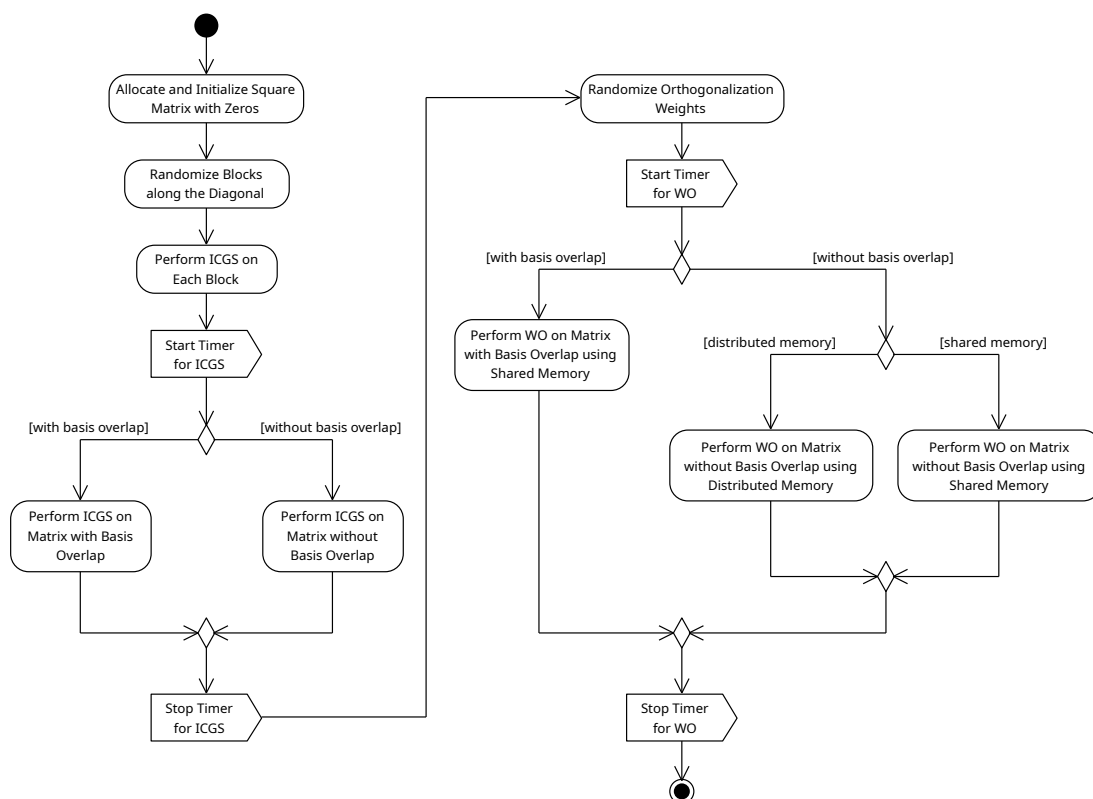 Allocate and Initialize Square
Matrix with Zeros
Randomize Blocks
along the Diagonal
Perform ICGS on
Each Block
Start Timer
for ICGS
[with basis overlap]
[without basis overlap]
Perform ICGS on
Matrix with Basis
Overlap
Perform ICGS on
Matrix without
Basis Overlap
Stop Timer
for ICGS
Randomize Orthogonalization
Weights
Start Timer
for WO
[with basis overlap]
[without basis overlap]
Perform WO on Matrix
with Basis Overlap using
Shared Memory
[distributed memory]
[shared memory]
Perform WO on Matrix
without Basis Overlap using
Distributed Memory
Perform WO on Matrix
without Basis Overlap using
Shared Memory
Stop Timer
for WO